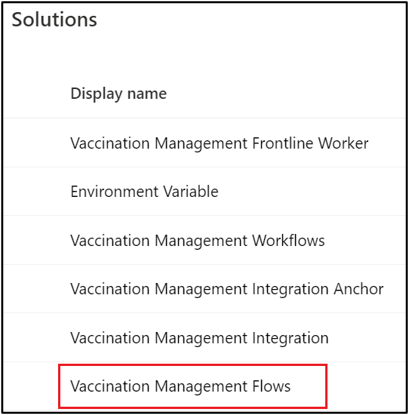 Solutions
Display name
Vaccination Management Frontline Worker
Environment Variable
Vaccination Management Workflows
Vaccination Management Integration Anchor
Vaccination Management Integration
Vaccination Management Flows